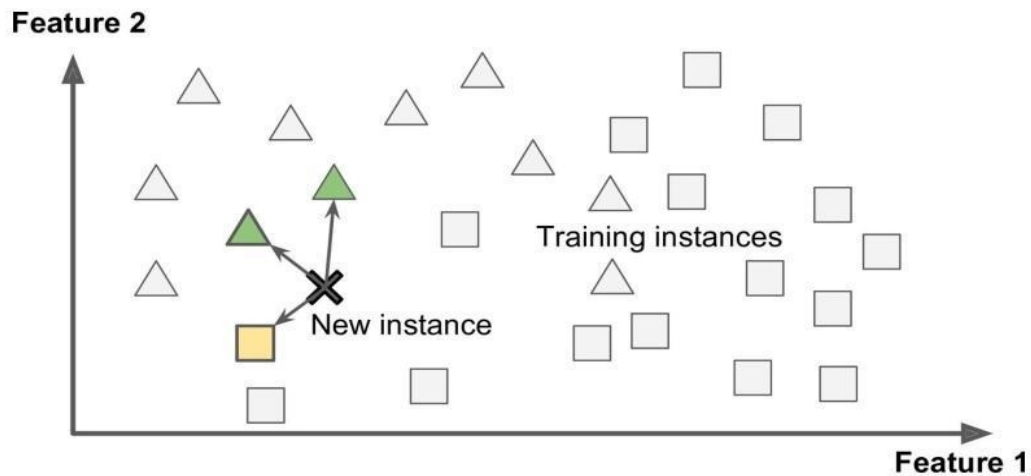 Feature 2
Training instances
New instance
Feature 1